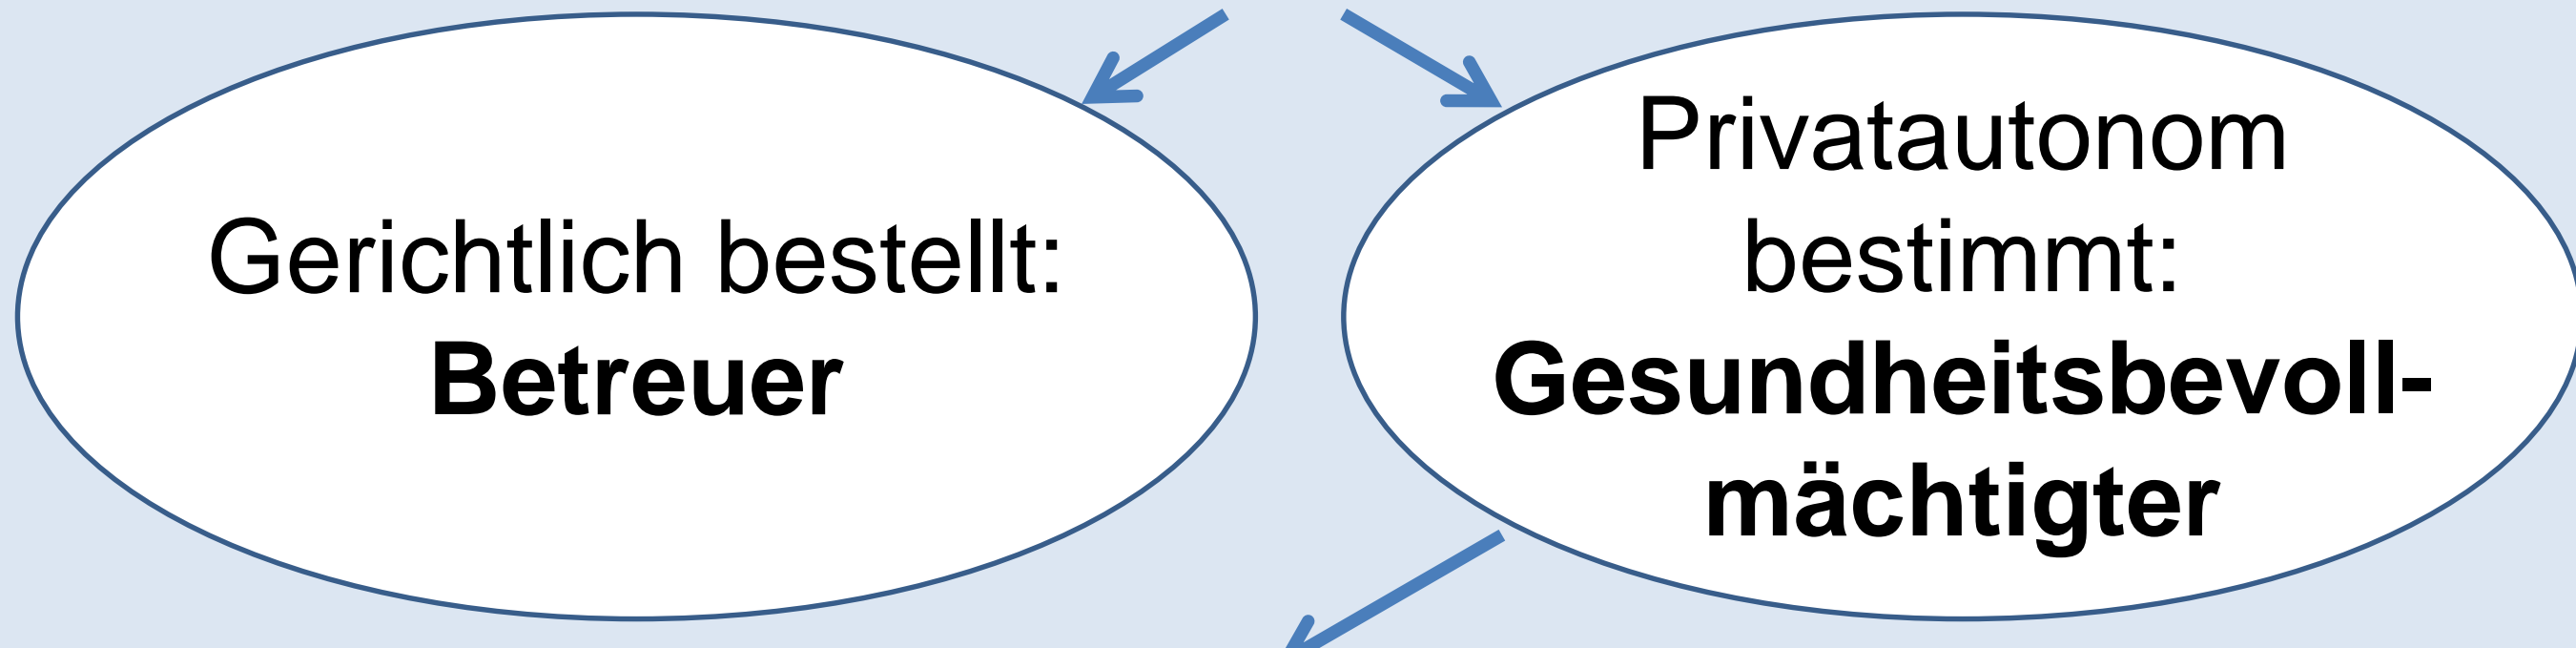 Gerichtlich bestellt:
Betreuer
Privatautonom
bestimmt:
Gesundheitsbevoll-
mächtigter